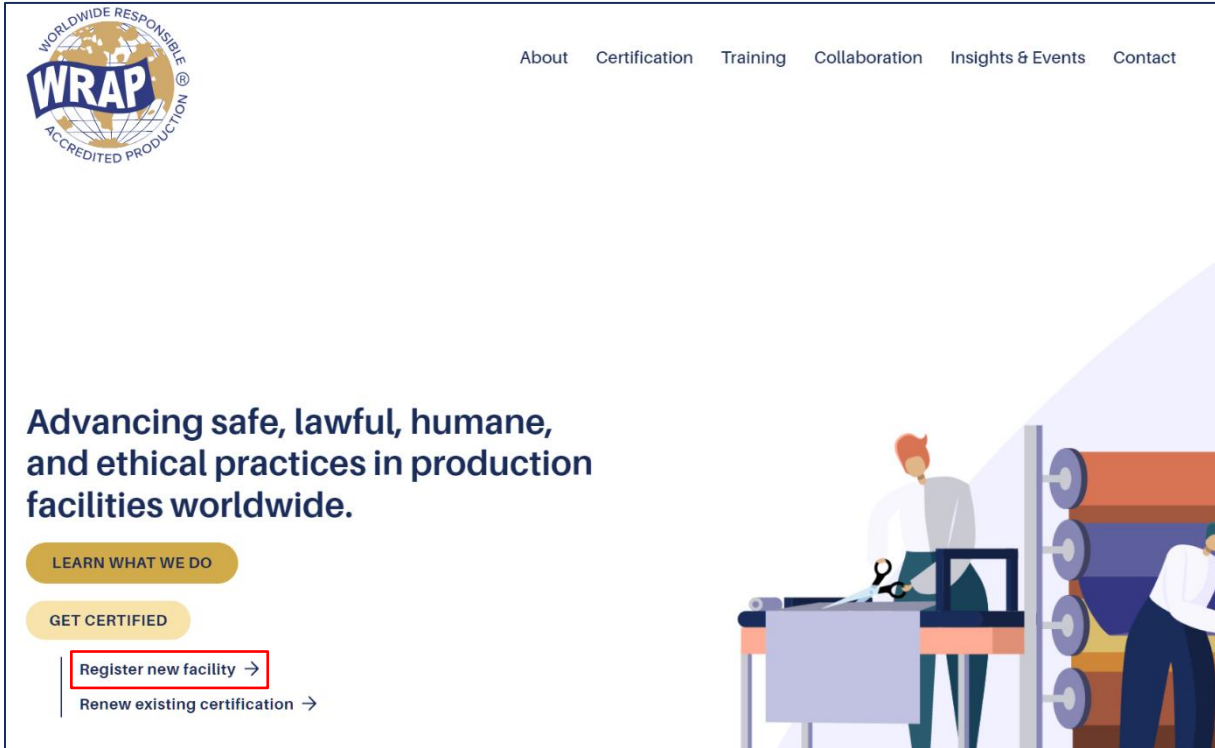 WORLDWIDE RESPONSIBLE
WRAP ®
ACCREDITED PRODUCTION
About Certification Training Collaboration Insights & Events Contact
Advancing safe, lawful, humane,
and ethical practices in production
facilities worldwide.
LEARN WHAT WE DO
GET CERTIFIED
Register new facility →
Renew existing certification →